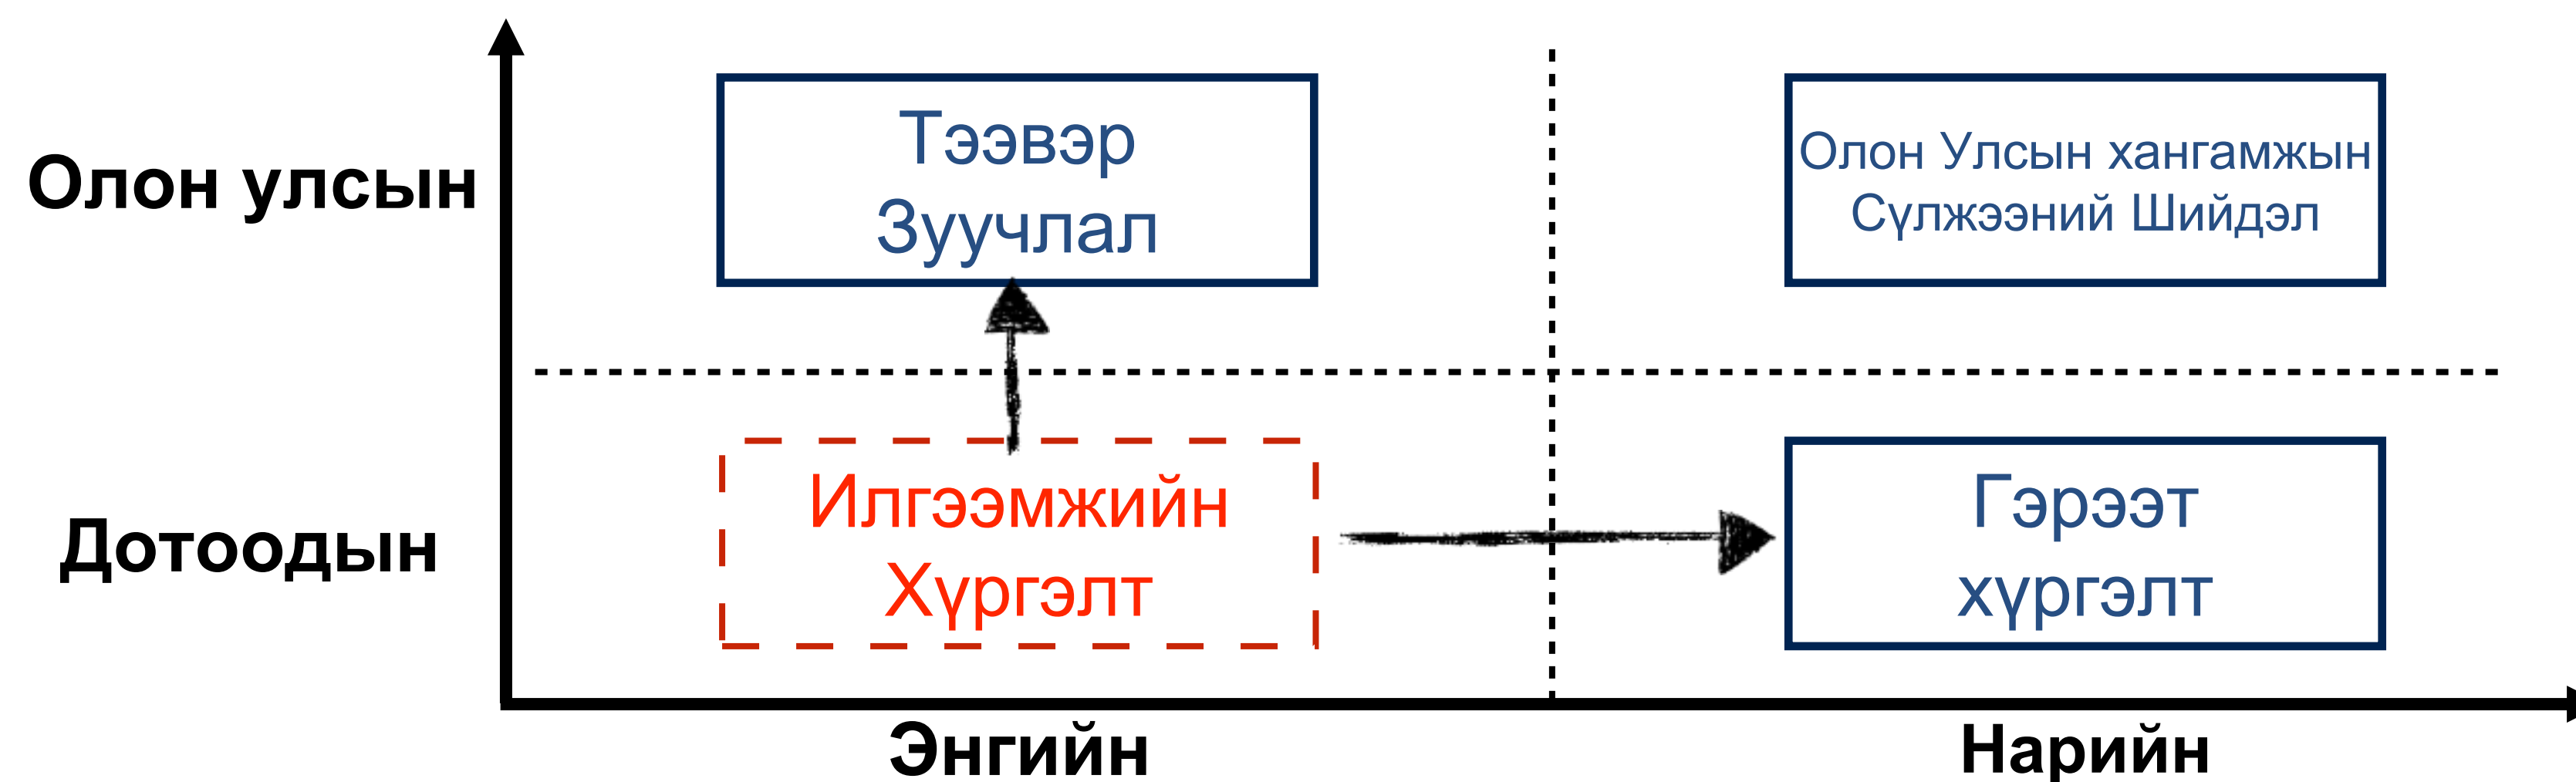 Олон улсын
Тээвэр
Зуучлал
Олон Улсын хангамжын
Сүлжээний Шийдэл
Дотоодын
Илгээмжийн
Хүргэлт
Гэрээт
хүргэлт
Энгийн
Нарийн